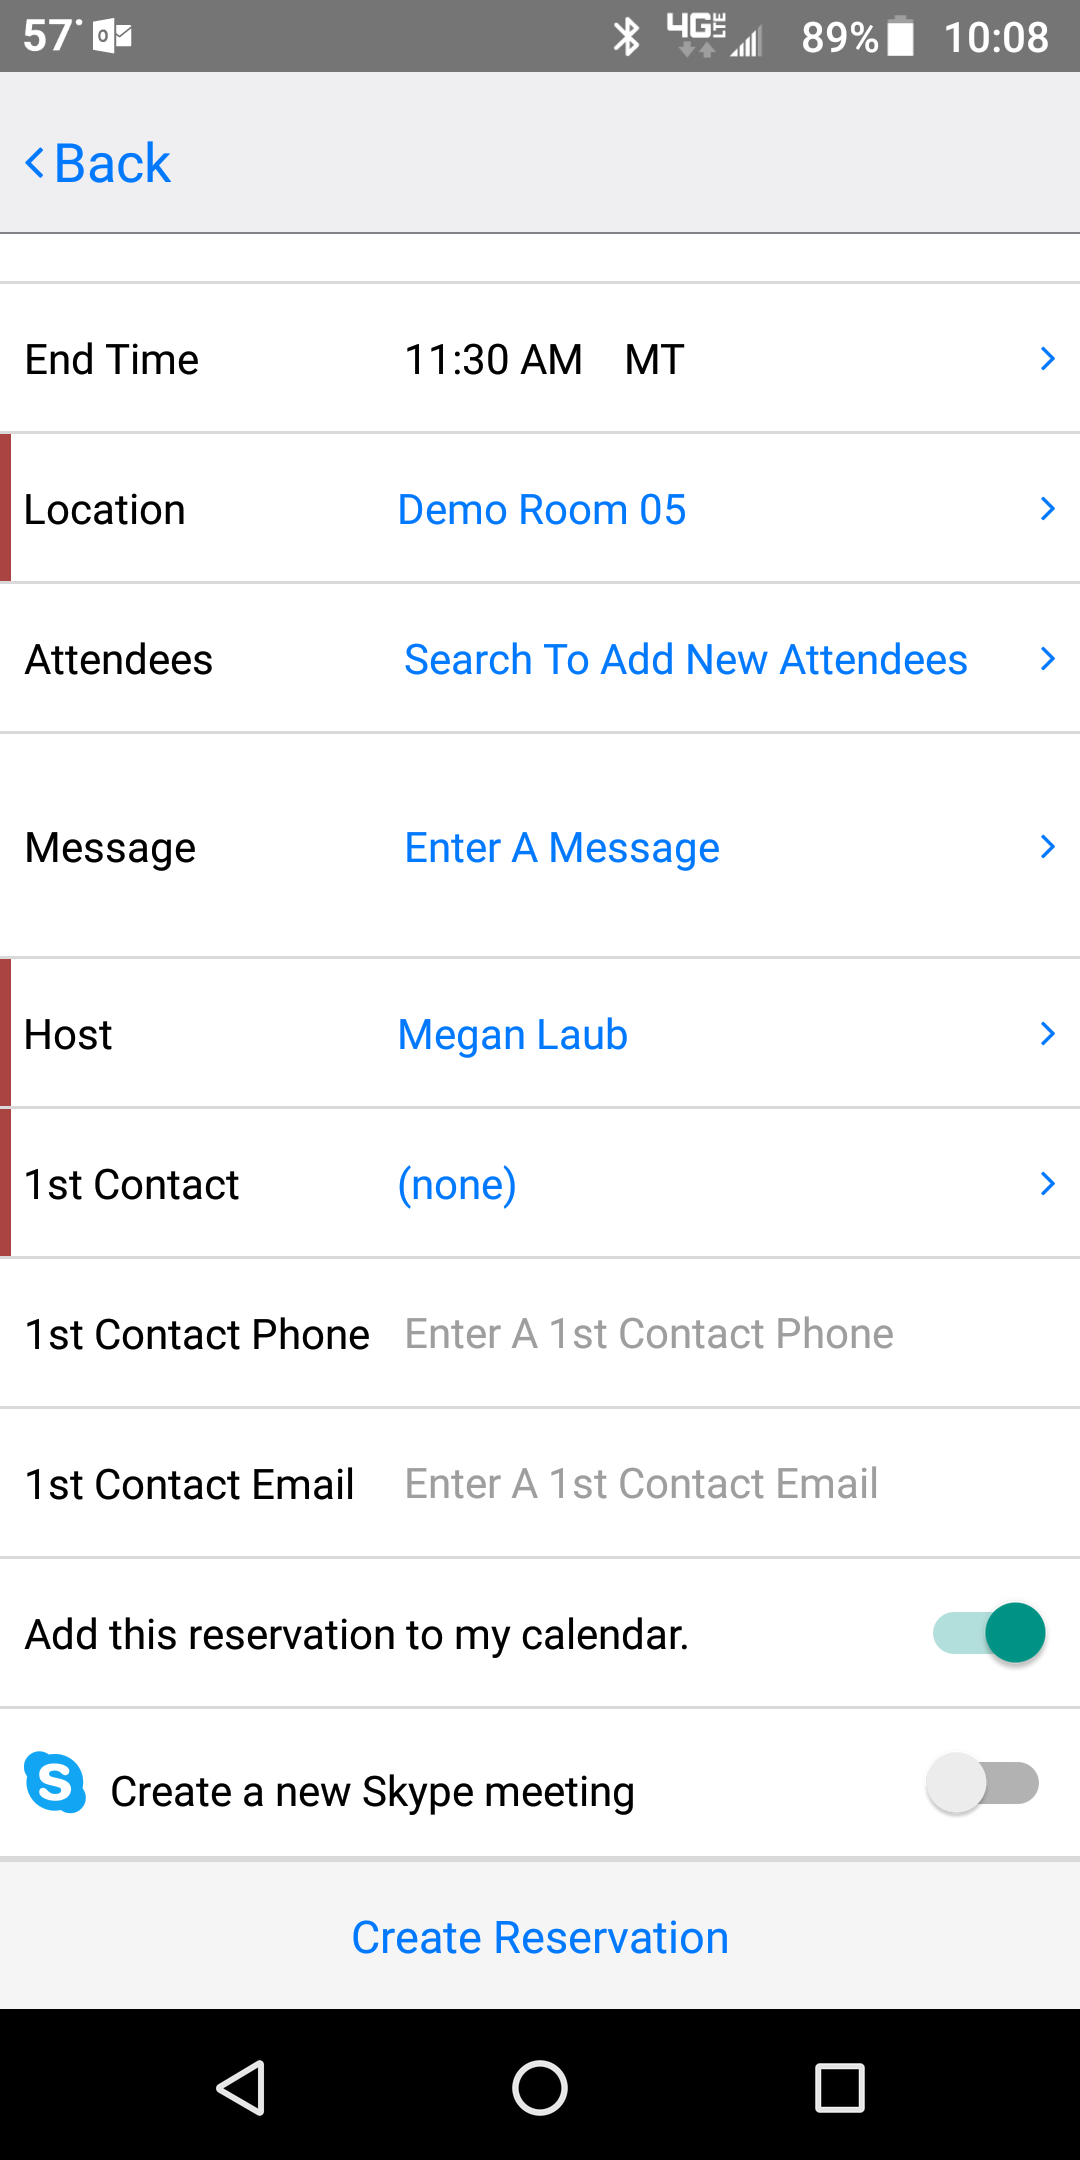 57° 4G LTE 89% 10:08
Back
End Time 11:30 AM MT
Location Demo Room 05
Attendees Search To Add New Attendees
Message Enter A Message
Host Megan Laub
1st Contact (none)
1st Contact Phone Enter A 1st Contact Phone
1st Contact Email Enter A 1st Contact Email
Add this reservation to my calendar.
Create a new Skype meeting
Create Reservation